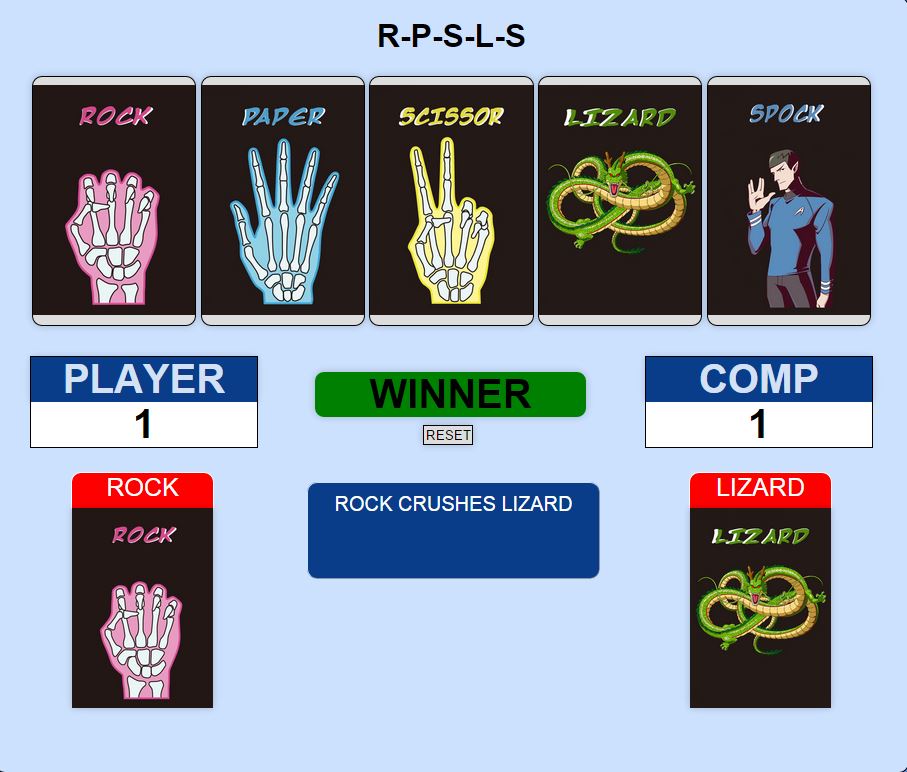 R-P-S-L-S
ROCK
PAPER
SCISSOR
LIZARD
SPOCK
PLAYER
1
WINNER
RESET
COMP
1
ROCK
ROCK
ROCK CRUSHES LIZARD
LIZARD
LIZARD